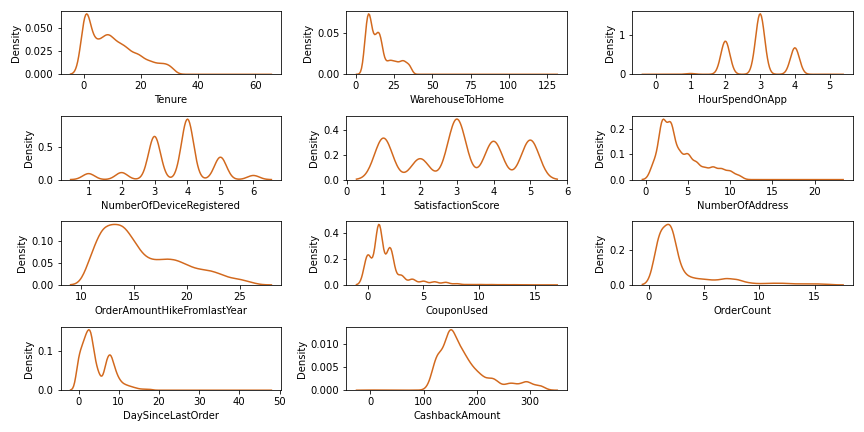 Density
0.050
0.025
0.000
0 20 40 60
Tenure
Density
0.05
0.00
0 25 50 75 100 125
WarehouseToHome
Density
1
0
0 1 2 3 4 5
HourSpendOnApp
Density
0.5
0.0
1 2 3 4 5 6
NumberOfDeviceRegistered
Density
0.4
0.2
0.0
0 1 2 3 4 5 6
SatisfactionScore
Density
0.2
0.1
0.0
0 5 10 15 20
NumberOfAddress
Density
0.10
0.05
0.00
10 15 20 25
OrderAmountHikeFromlastYear
Density
0.4
0.2
0.0
0 5 10 15
CouponUsed
Density
0.2
0.0
0 5 10 15
OrderCount
Density
0.1
0.0
0 10 20 30 40 50
DaySinceLastOrder
Density
0.010
0.005
0.000
0 100 200 300
CashbackAmount